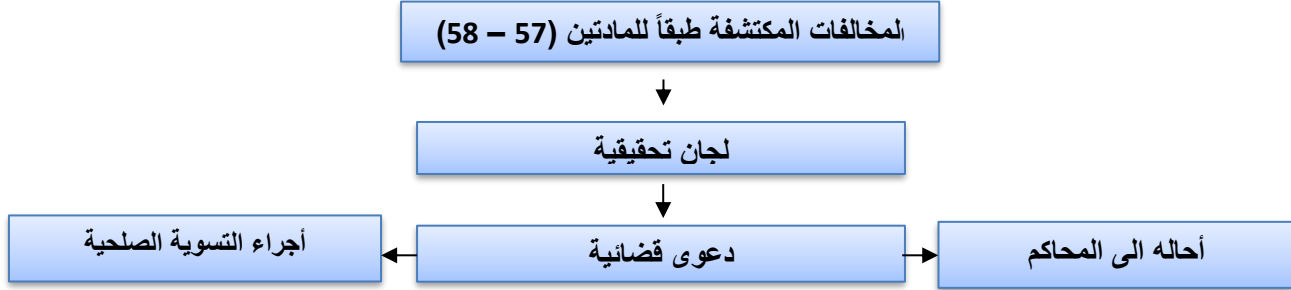 المخالفات المكتشفة طبقاً للمادتين (57 – 58)
لجان تحقيقية
أحاله الى المحاكم
دعوى قضائية
أجراء التسوية الصلحية